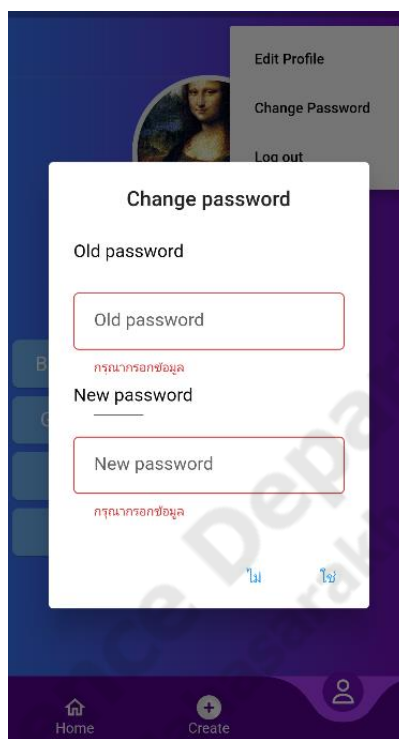 Edit Profile
Change Password
Log out
Change password
Old password
Old password
กรุณากรอกข้อมูล
New password
New password
กรุณากรอกข้อมูล
ไม่ ใช่
Home Create